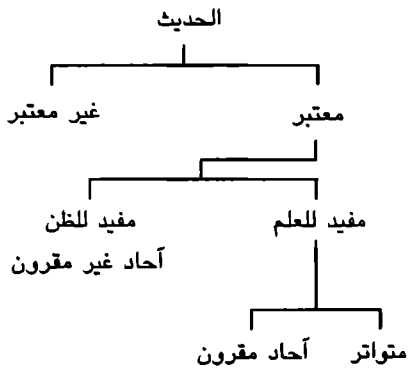 الحديث
معتبر
غير معتبر
مفيد للعلم
مفيد للظن
آحاد غير مقرون
متواتر
آحاد مقرون